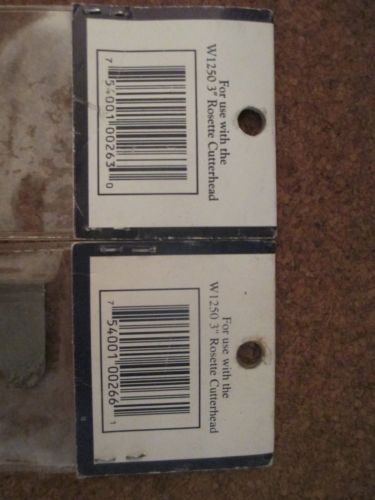 For use with the
W1250 3" Rosette Cutterhead
7 54001 00263 0
For use with the
W1250 3" Rosette Cutterhead
7 54001 00266 1